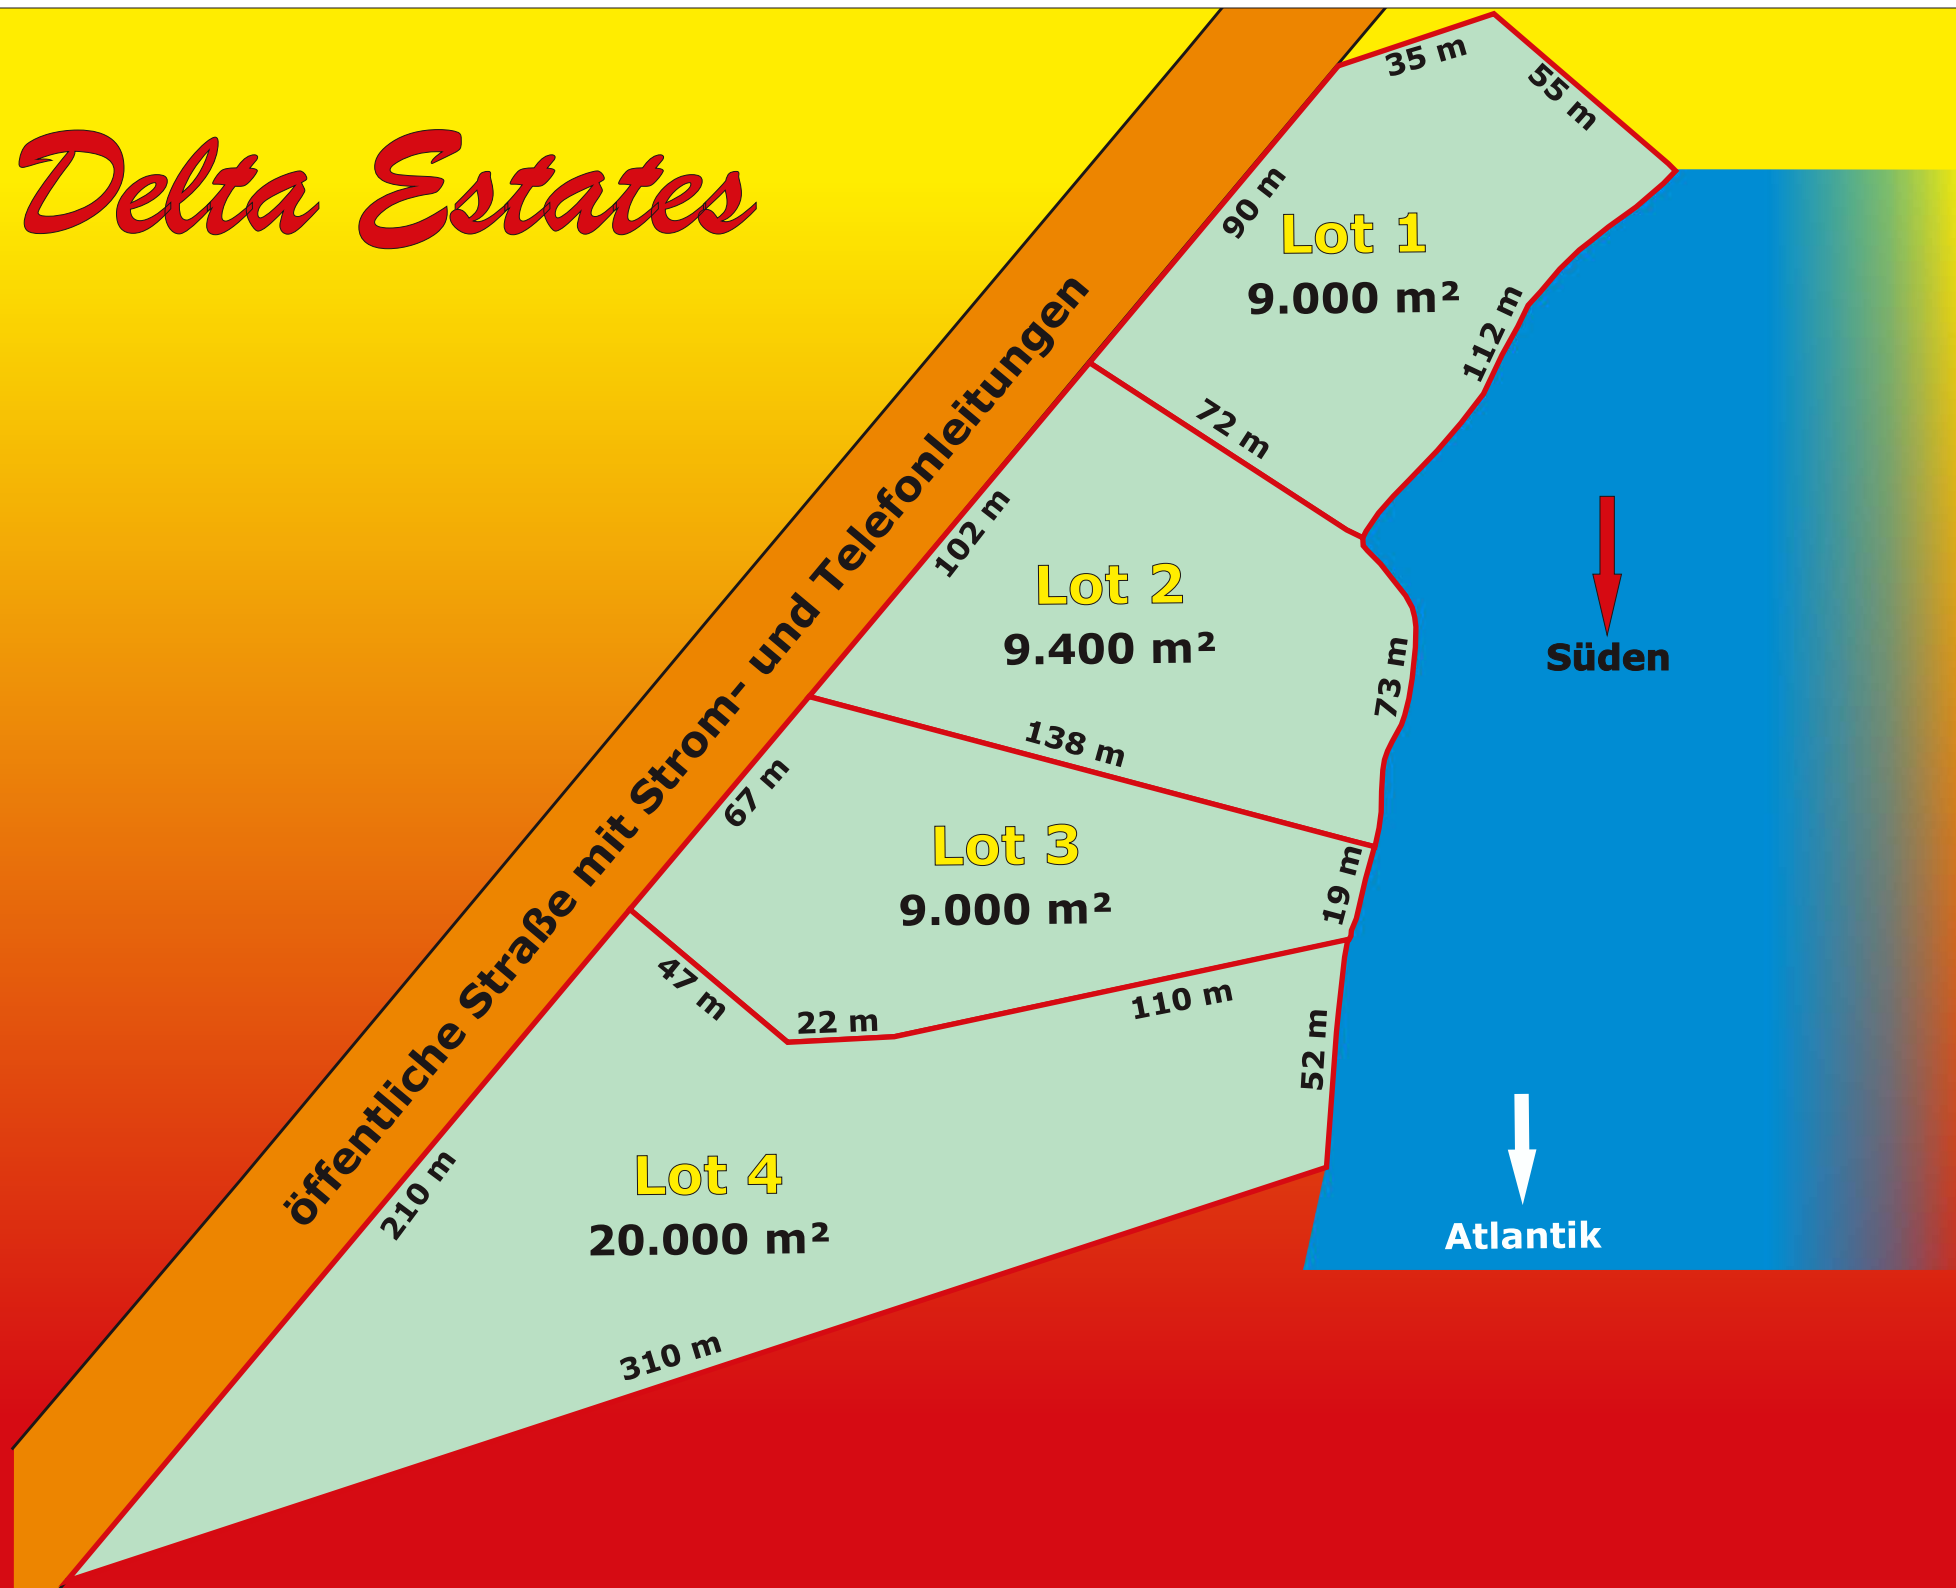 Delta Estates
öffentliche Straße mit Strom- und Telefonleitungen
35 m
55 m
90 m
Lot 1
9.000 m²
112 m
72 m
102 m
Lot 2
9.400 m²
73 m
Süden
138 m
67 m
Lot 3
9.000 m²
19 m
47 m
22 m
110 m
52 m
210 m
Lot 4
20.000 m²
Atlantik
310 m